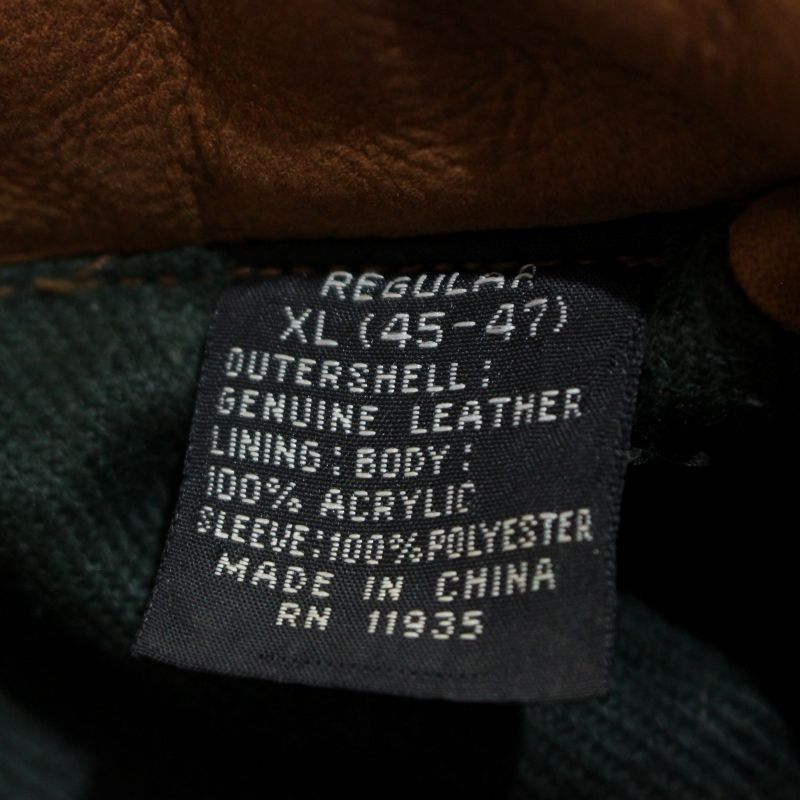 REGULAR
XL (45-47)
OUTERSHELL:
GENUINE LEATHER
LINING: BODY:
100% ACRYLIC
SLEEVE:100%POLYESTER
MADE IN CHINA
RN 11935